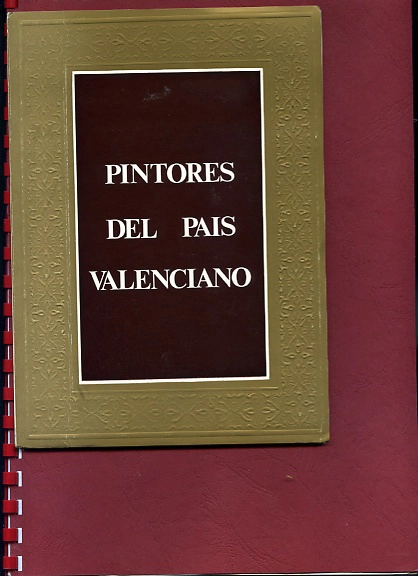 PINTORES
DEL PAIS
VALENCIANO